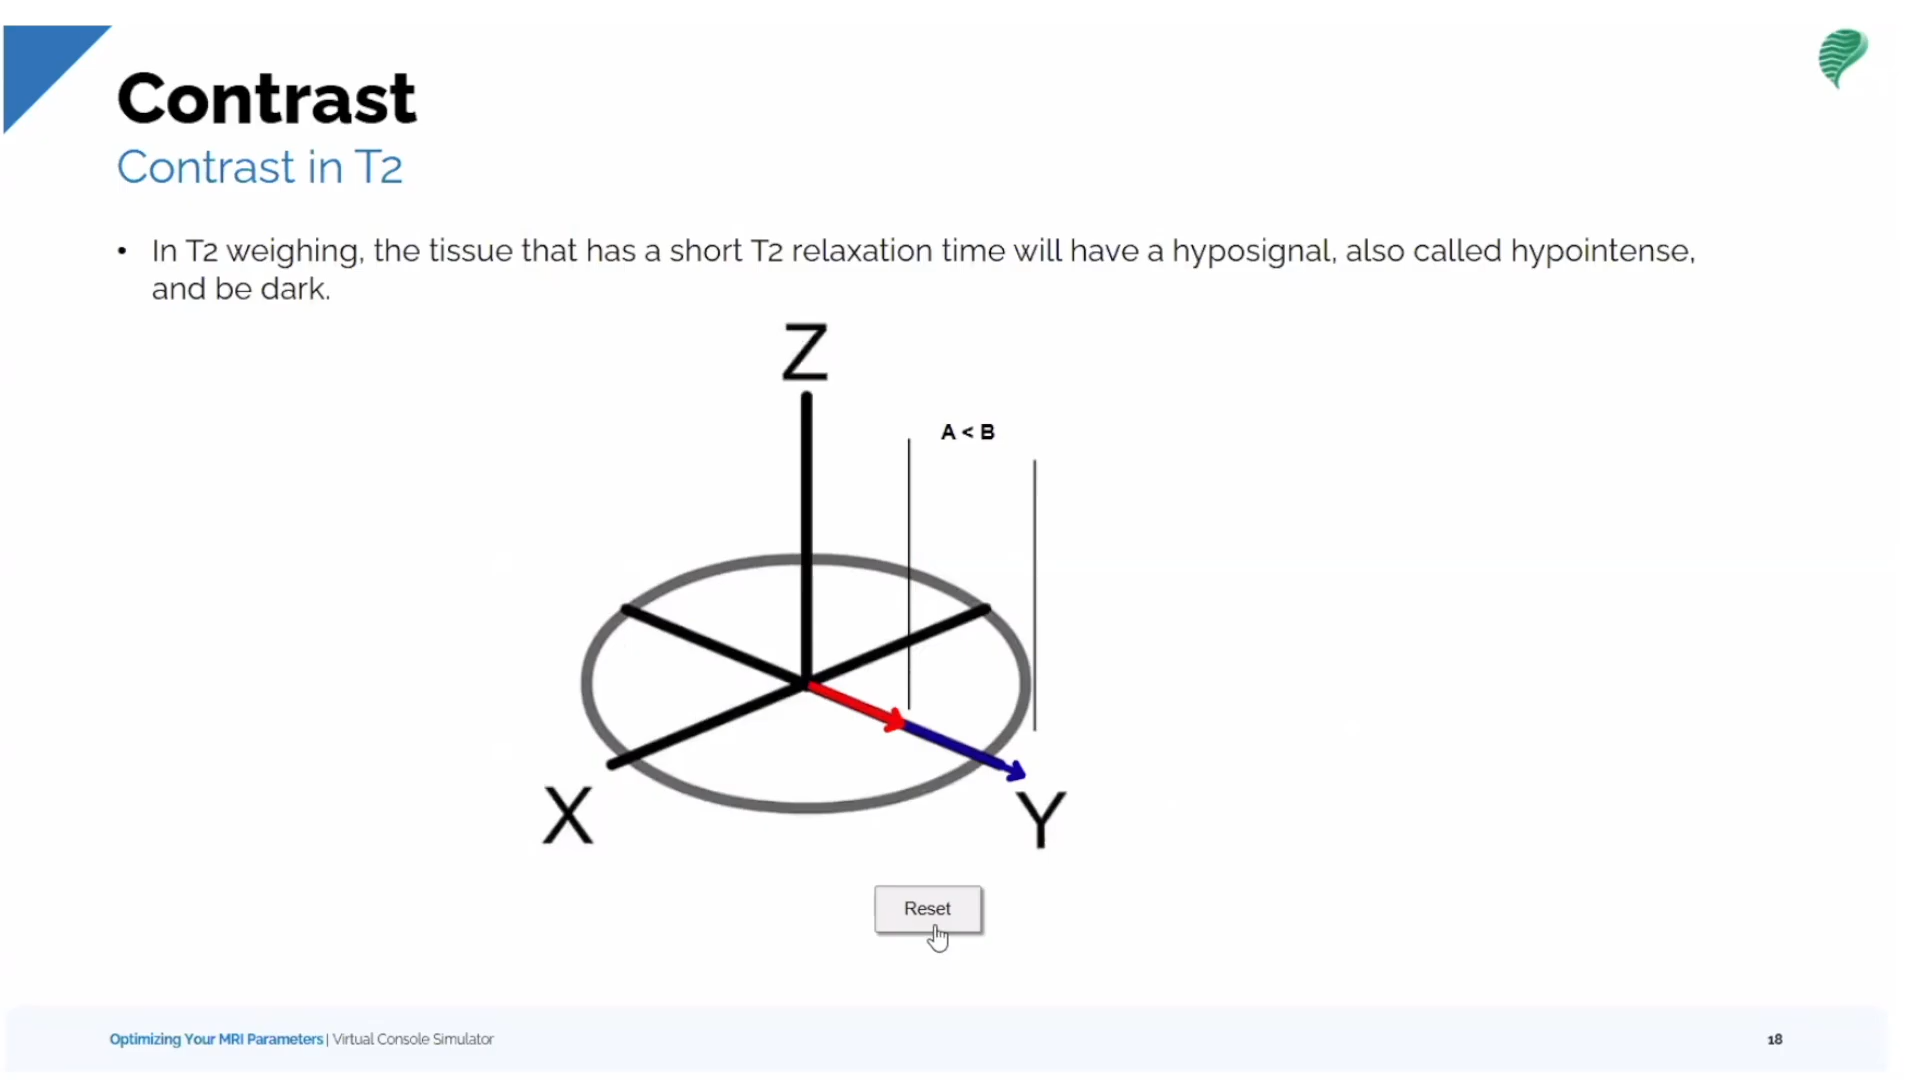 Contrast
Contrast in T2
• In T2 weighing, the tissue that has a short T2 relaxation time will have a hyposignal, also called hypointense,
and be dark.
Z
A < B
X
Y
Reset
Optimizing Your MRI Parameters | Virtual Console Simulator
18